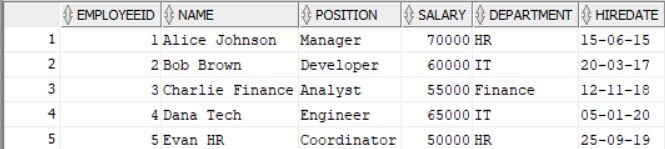 EMPLOYEEID NAME POSITION SALARY DEPARTMENT HIREDATE
1 1 Alice Johnson Manager 70000 HR 15-06-15
2 2 Bob Brown Developer 60000 IT 20-03-17
3 3 Charlie Finance Analyst 55000 Finance 12-11-18
4 4 Dana Tech Engineer 65000 IT 05-01-20
5 5 Evan HR Coordinator 50000 HR 25-09-19